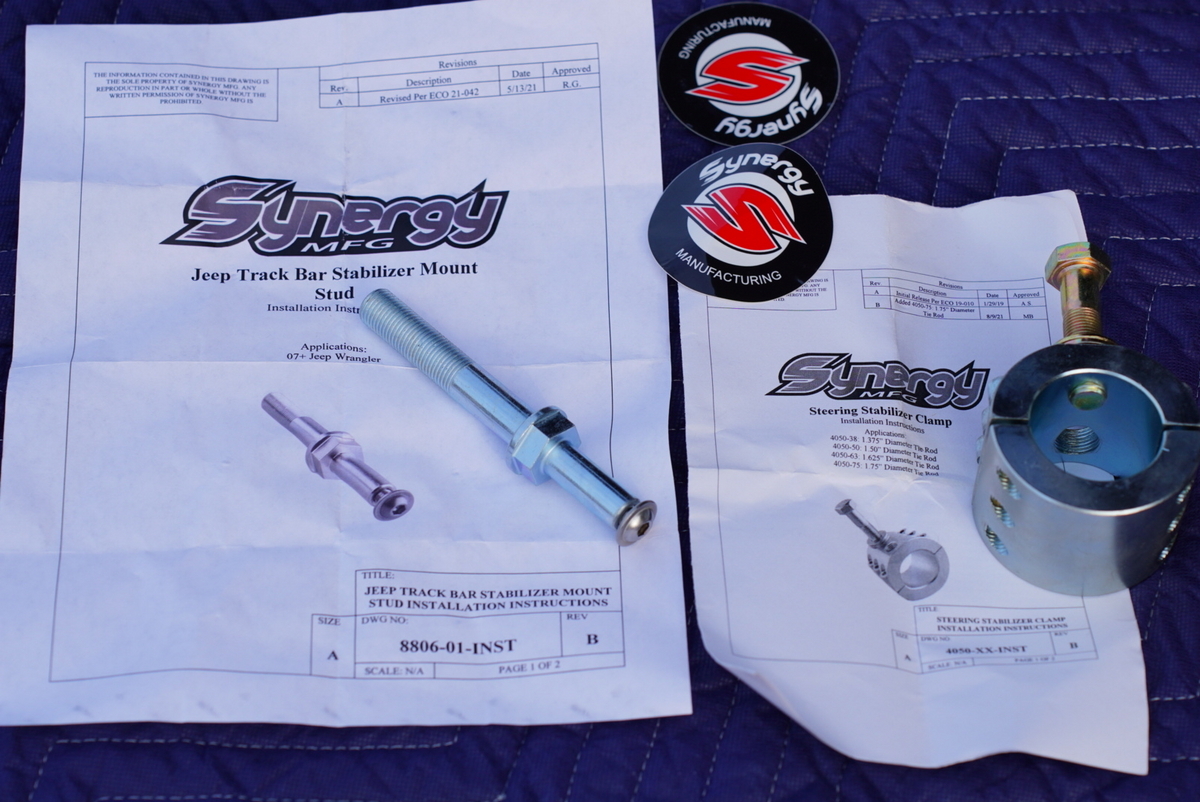 THE INFORMATION CONTAINED IN THIS DRAWING IS
THE SOLE PROPERTY OF SYNERGY MFG. ANY
REPRODUCTION IN PART OR WHOLE WITHOUT THE
WRITTEN PERMISSION OF SYNERGY MFG IS
PROHIBITED.
Revisions
Rev. Description Date Approved
A Revised Per ECO 21-042 5/13/21 R.G.
Synergy
MFG
Jeep Track Bar Stabilizer Mount
Stud
Installation Instr
Applications:
07+ Jeep Wrangler
TITLE:
JEEP TRACK BAR STABILIZER MOUNT
STUD INSTALLATION INSTRUCTIONS
SIZE DWG NO: REV
A 8806-01-INST B
SCALE: N/A PAGE 1 OF 2
MANUFACTURING
Synergy
Synergy
MANUFACTURING
Revisions
Rev Description Date Approved
A Initial Release Per ECO 19-010 1/29/19 A.S.
B Added 4050-75: 1.75" Diameter
Tie Rod 8/9/21 MB
Synergy
MFG
Steering Stabilizer Clamp
Installation Instructions
Applications:
4050-38: 1.375" Diameter Tie Rod
4050-50: 1.50" Diameter Tie Rod
4050-63: 1.625" Diameter Tie Rod
4050-75: 1.75" Diameter Tie Rod
TITLE
STEERING STABILIZER CLAMP
INSTALLATION INSTRUCTIONS
SIZE DWG NO: REV
A 4050-XX-INST B
SCALE N/A PAGE 1 OF 2